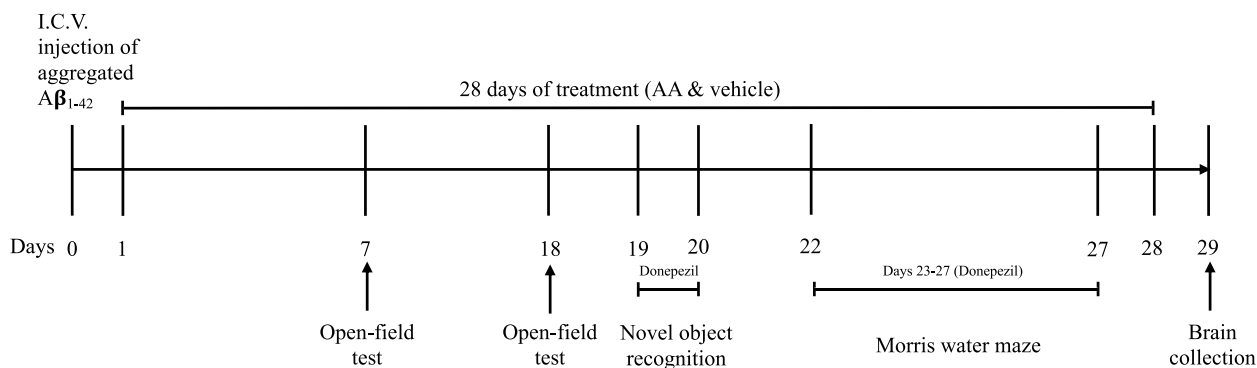 I.C.V.
injection of
aggregated
Aβ1-42
28 days of treatment (AA & vehicle)
Days 0 1 7 18 19 20 22 27 28 29
Donepezil
Days 23-27 (Donepezil)
Open-field
test
Open-field
test
Novel object
recognition
Morris water maze
Brain
collection